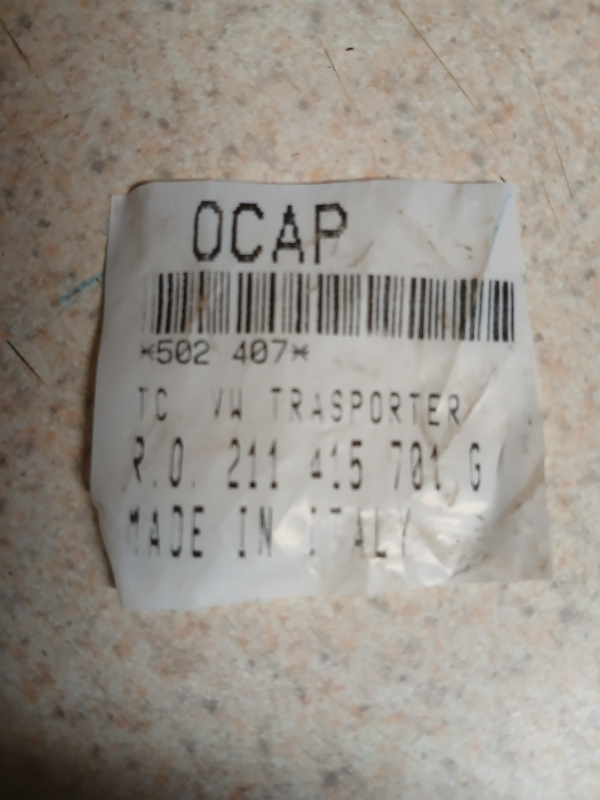 OCAP
*502 407*
TC VW TRASPORTER
R.O. 211 415 701 G
MADE IN ITALY